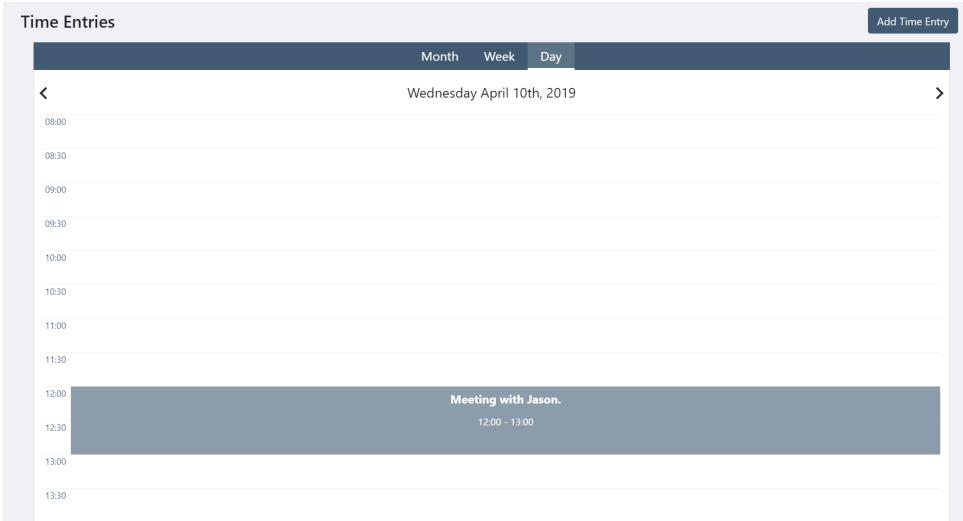 Time Entries
Add Time Entry
Month Week Day
Wednesday April 10th, 2019
08:00
08:30
09:00
09:30
10:00
10:30
11:00
11:30
12:00
Meeting with Jason.
12:00 - 13:00
12:30
13:00
13:30